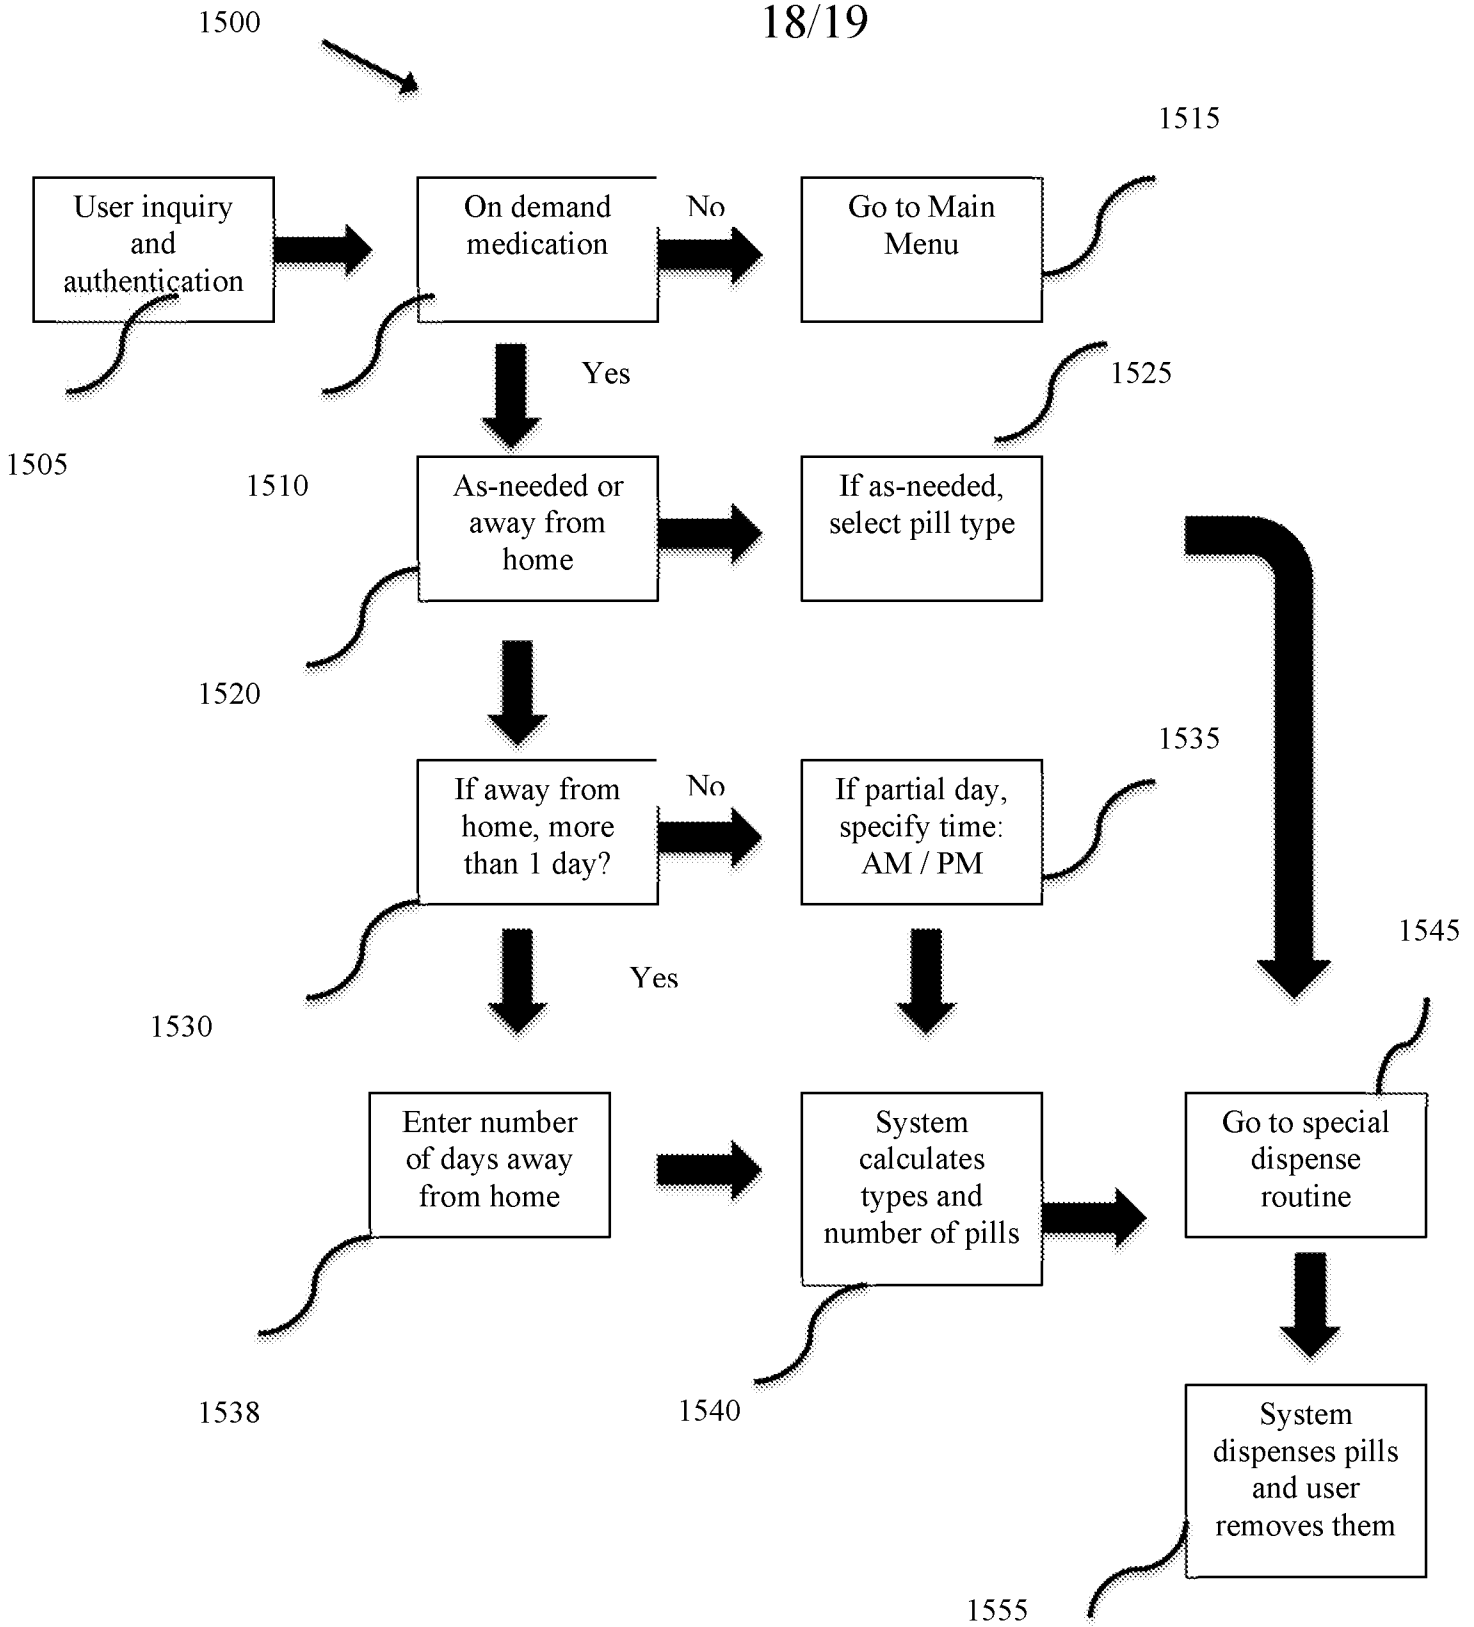 1500
18/19
1515
User inquiry
and
authentication
On demand
medication
No
Go to Main
Menu
Yes
1525
1505
1510
As-needed or
away from
home
If as-needed,
select pill type
1520
1535
If away from
home, more
than 1 day?
No
If partial day,
specify time:
AM / PM
1545
Yes
1530
Enter number
of days away
from home
System
calculates
types and
number of pills
Go to special
dispense
routine
1538
1540
System
dispenses pills
and user
removes them
1555